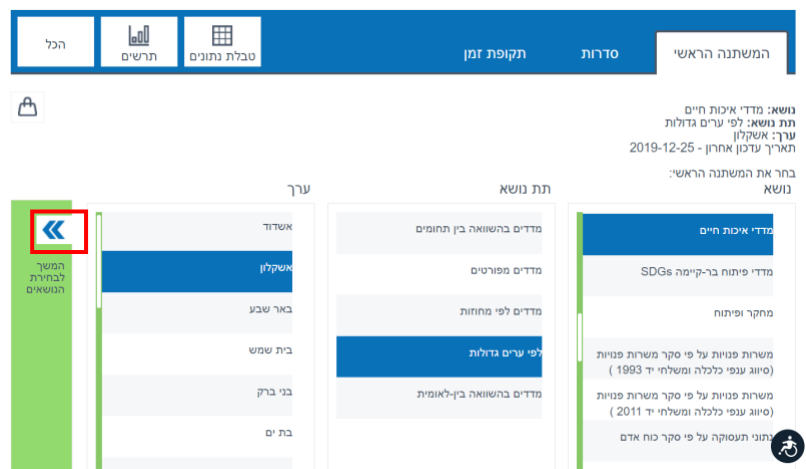 המשתנה הראשי
סדרות
תקופת זמן
טבלת נתונים
תרשים
הכל
נושא: מדדי איכות חיים
תת נושא: לפי ערים גדולות
ערך: אשקלון
תאריך עדכון אחרון - 2019-12-25
בחר את המשתנה הראשי:
נושא
מדדי איכות חיים
מדדי פיתוח בר-קיימה SDGs
מחקר ופיתוח
משרות פנויות על פי סקר משרות פנויות
(סיווג ענפי כלכלה ומשלחי יד 1993 )
משרות פנויות על פי סקר משרות פנויות
(סיווג ענפי כלכלה ומשלחי יד 2011 )
נתוני תעסוקה על פי סקר כוח אדם
תת נושא
מדדים בהשוואה בין תחומים
מדדים מפורטים
מדדים לפי מחוזות
לפי ערים גדולות
מדדים בהשוואה בין-לאומית
ערך
אשדוד
אשקלון
באר שבע
בית שמש
בני ברק
בת ים
המשך
לבחירת
הנושאים